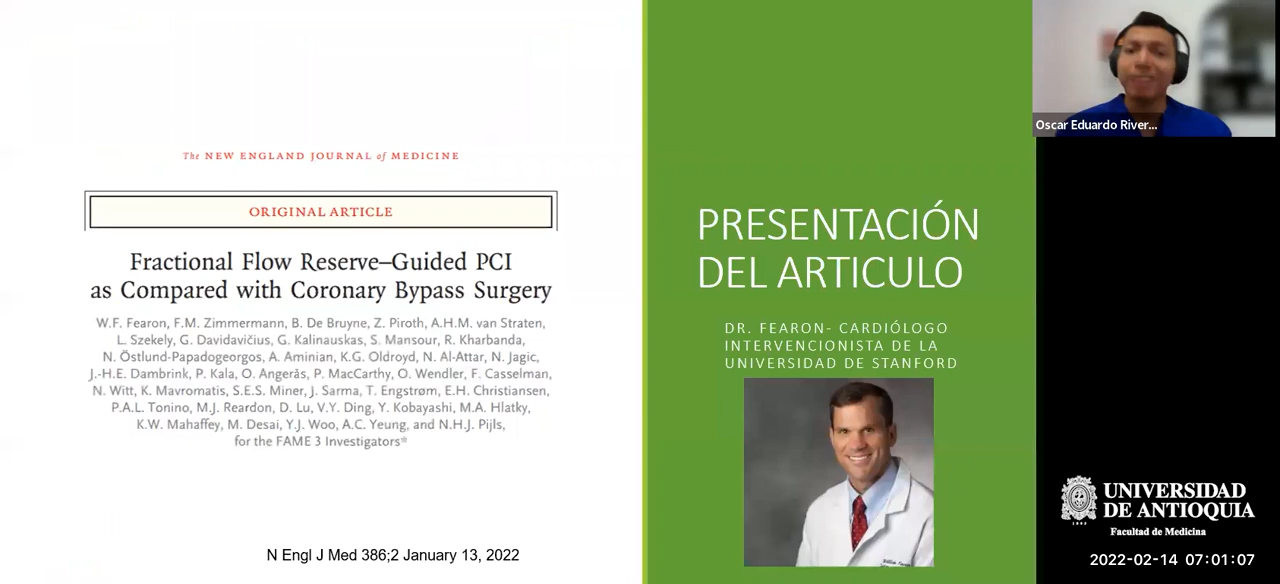 The NEW ENGLAND JOURNAL of MEDICINE
ORIGINAL ARTICLE
Fractional Flow Reserve–Guided PCI
as Compared with Coronary Bypass Surgery
W.F. Fearon, F.M. Zimmermann, B. De Bruyne, Z. Piroth, A.H.M. van Straten,
L. Szekely, G. Davidavičius, G. Kalinauskas, S. Mansour, R. Kharbanda,
N. Östlund-Papadogeorgos, A. Aminian, K.G. Oldroyd, N. Al-Attar, N. Jagic,
J.-H.E. Dambrink, P. Kala, O. Angerås, P. MacCarthy, O. Wendler, F. Casselman,
N. Witt, K. Mavromatis, S.E.S. Miner, J. Sarma, T. Engstrøm, E.H. Christiansen,
P.A.L. Tonino, M.J. Reardon, D. Lu, V.Y. Ding, Y. Kobayashi, M.A. Hlatky,
K.W. Mahaffey, M. Desai, Y.J. Woo, A.C. Yeung, and N.H.J. Pijls,
for the FAME 3 Investigators*
N Engl J Med 386;2 January 13, 2022
PRESENTACIÓN
DEL ARTICULO
DR. FEARON- CARDIÓLOGO
INTERVENCIONISTA DE LA
UNIVERSIDAD DE STANFORD
Oscar Eduardo River...
UNIVERSIDAD
DE ANTIOQUIA
1803
Facultad de Medicina
2022-02-14 07:01:07